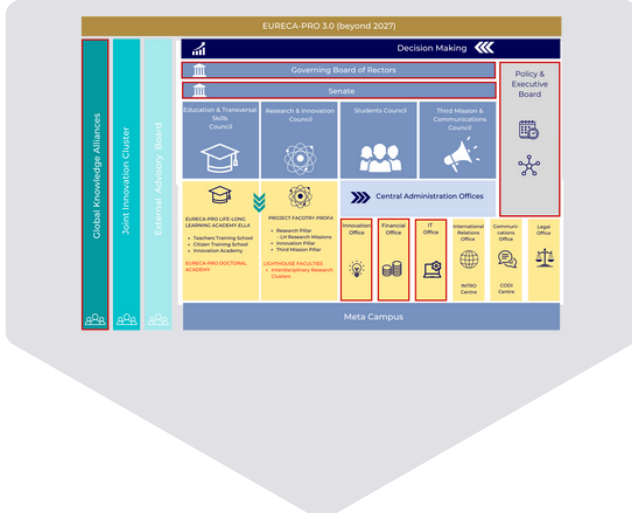 EURECA-PRO 3.0 (beyond 2027)
Global Knowledge Alliances
Joint Innovation Cluster
External Advisory Board
Decision Making
Governing Board of Rectors
Senate
Policy &
Executive
Board
Education & Transversal
Skills
Council
Research & Innovation
Council
Students Council
Third Mission &
Communications
Council
EURECA-PRO LIFE-LONG
LEARNING ACADEMY ELLA
• Teachers Training School
• Citizen Training School
• Innovation Academy
EURECA-PRO DOCTORAL
ACADEMY
PROJECT FACOTRY PROFA
• Research Pillar
- LH Research Missions
• Innovation Pillar
• Third Mission Pillar
LIGHTHOUSE FACULTIES
• Interdisciplinary Research
Clusters
Central Administration Offices
Innovation
Office
Financial
Office
IT
Office
International
Relations
Office
INTRO
Centre
Communi-
cations
Office
CODI
Centre
Legal
Office
Meta Campus